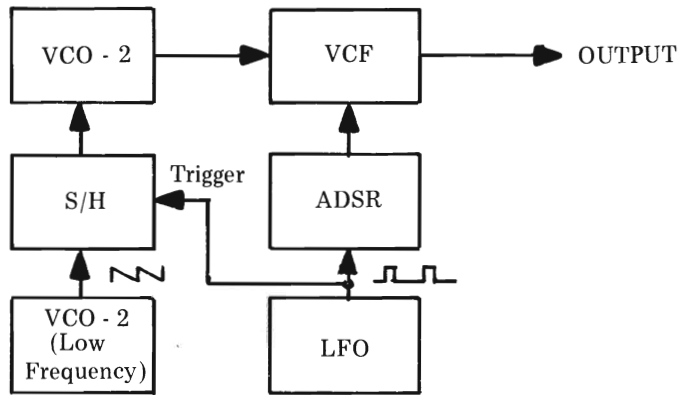 VCO - 2
VCF
OUTPUT
Trigger
S/H
ADSR
VCO - 2
(Low
Frequency)
LFO